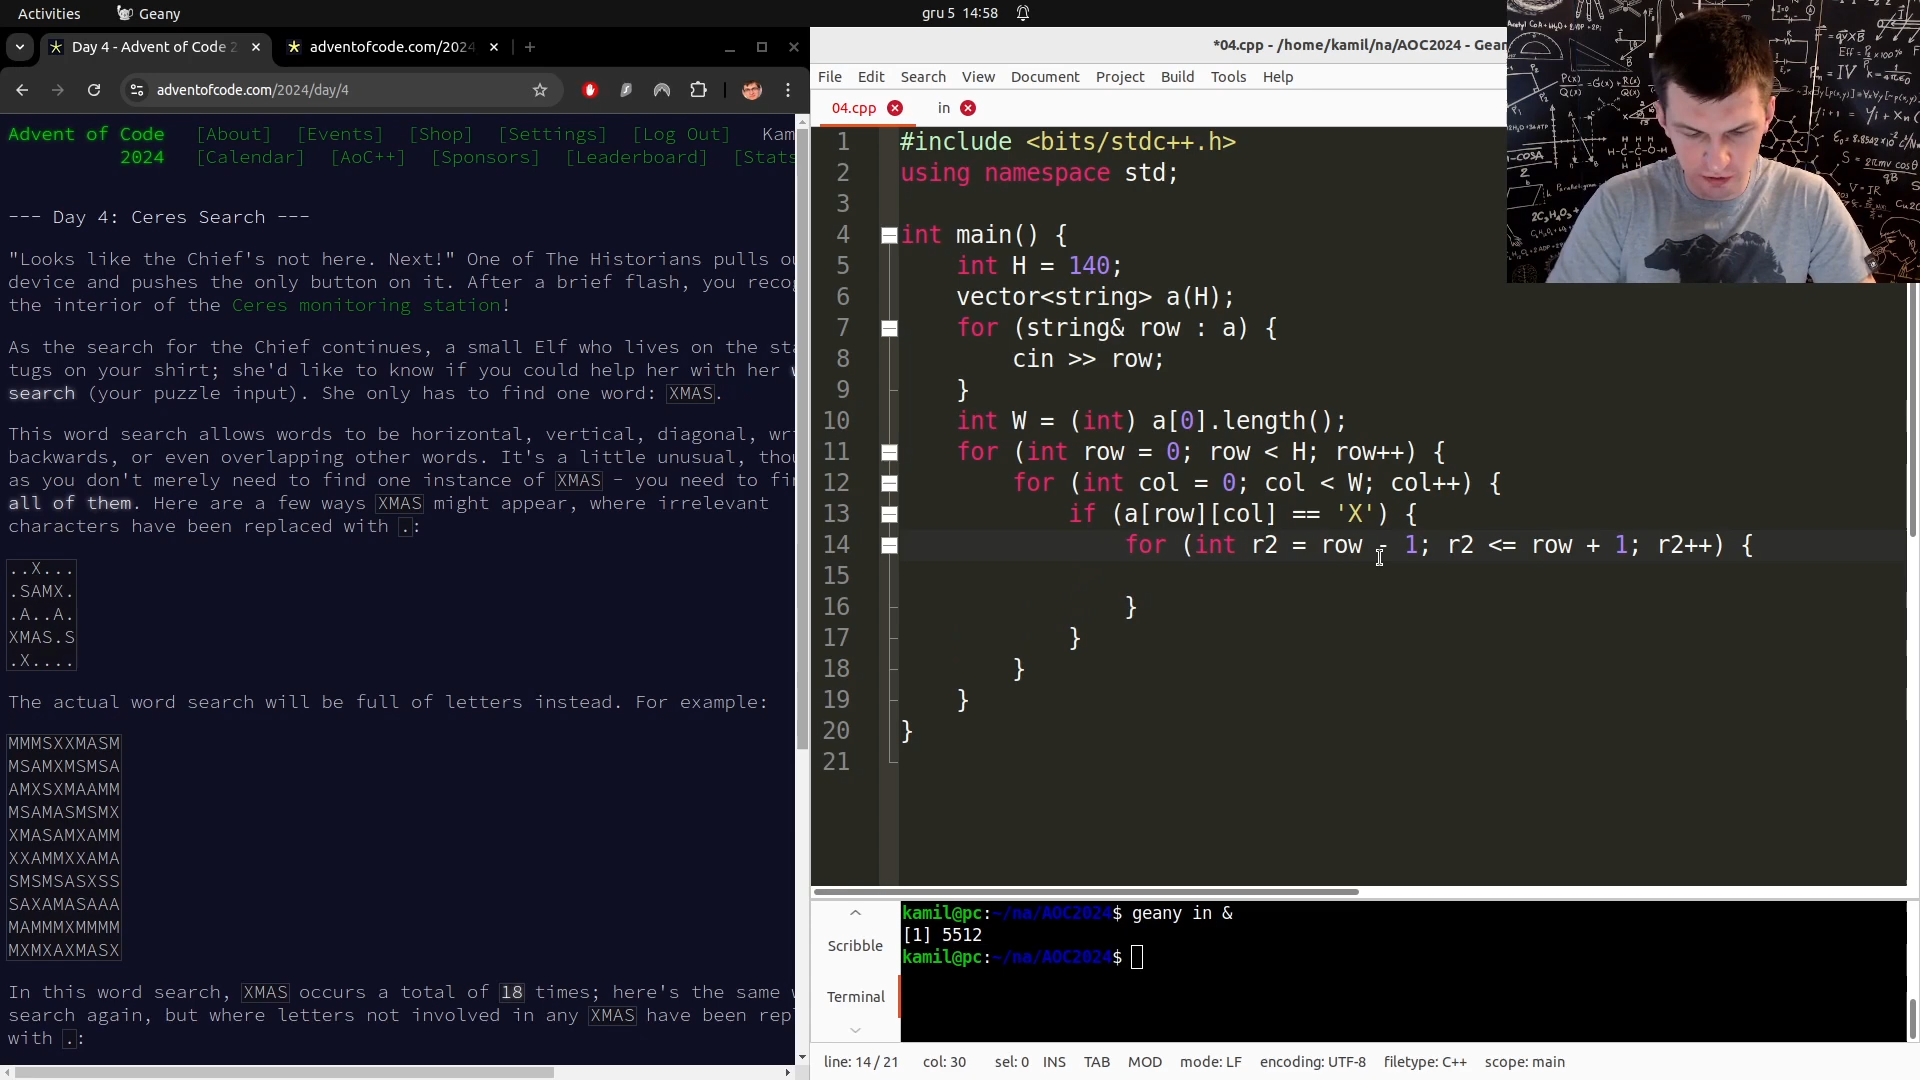 Activities
Geany
gru 5 14:58
Day 4 - Advent of Code 2
adventofcode.com/2024
adventofcode.com/2024/day/4
Advent of Code
[About] [Events] [Shop] [Settings] [Log Out] Kam
2024 [Calendar] [AoC++] [Sponsors] [Leaderboard] [Stats
--- Day 4: Ceres Search ---
"Looks like the Chief's not here. Next!" One of The Historians pulls ou
device and pushes the only button on it. After a brief flash, you recog
the interior of the Ceres monitoring station!
As the search for the Chief continues, a small Elf who lives on the sta
tugs on your shirt; she'd like to know if you could help her with her w
search (your puzzle input). She only has to find one word: XMAS.
This word search allows words to be horizontal, vertical, diagonal, wri
backwards, or even overlapping other words. It's a little unusual, thou
as you don't merely need to find one instance of XMAS - you need to fin
all of them. Here are a few ways XMAS might appear, where irrelevant
characters have been replaced with .:
..X...
.SAMX.
.A..A.
XMAS.S
.X....
The actual word search will be full of letters instead. For example:
MMMSXXMASM
MSAMXMSMSA
AMXSXMAAMM
MSAMASMSMX
XMASAMXAMM
XXAMMXXAMA
SMSMSASXSS
SAXAMASAAA
MAMMMXMMMM
MXMXAXMASX
In this word search, XMAS occurs a total of 18 times; here's the same w
search again, but where letters not involved in any XMAS have been repl
with .:
*04.cpp - /home/kamil/na/AOC2024 - Gean
File Edit Search View Document Project Build Tools Help
04.cpp in
1 #include <bits/stdc++.h>
2 using namespace std;
3
4 int main() {
5 int H = 140;
6 vector<string> a(H);
7 for (string& row : a) {
8 cin >> row;
9 }
10 int W = (int) a[0].length();
11 for (int row = 0; row < H; row++) {
12 for (int col = 0; col < W; col++) {
13 if (a[row][col] == 'X') {
14 for (int r2 = row - 1; r2 <= row + 1; r2++) {
15
16 }
17 }
18 }
19 }
20 }
21
Scribble
Terminal
kamil@pc:~/na/AOC2024$ geany in &
[1] 5512
kamil@pc:~/na/AOC2024$
line: 14 / 21 col: 30 sel: 0 INS TAB MOD mode: LF encoding: UTF-8 filetype: C++ scope: main